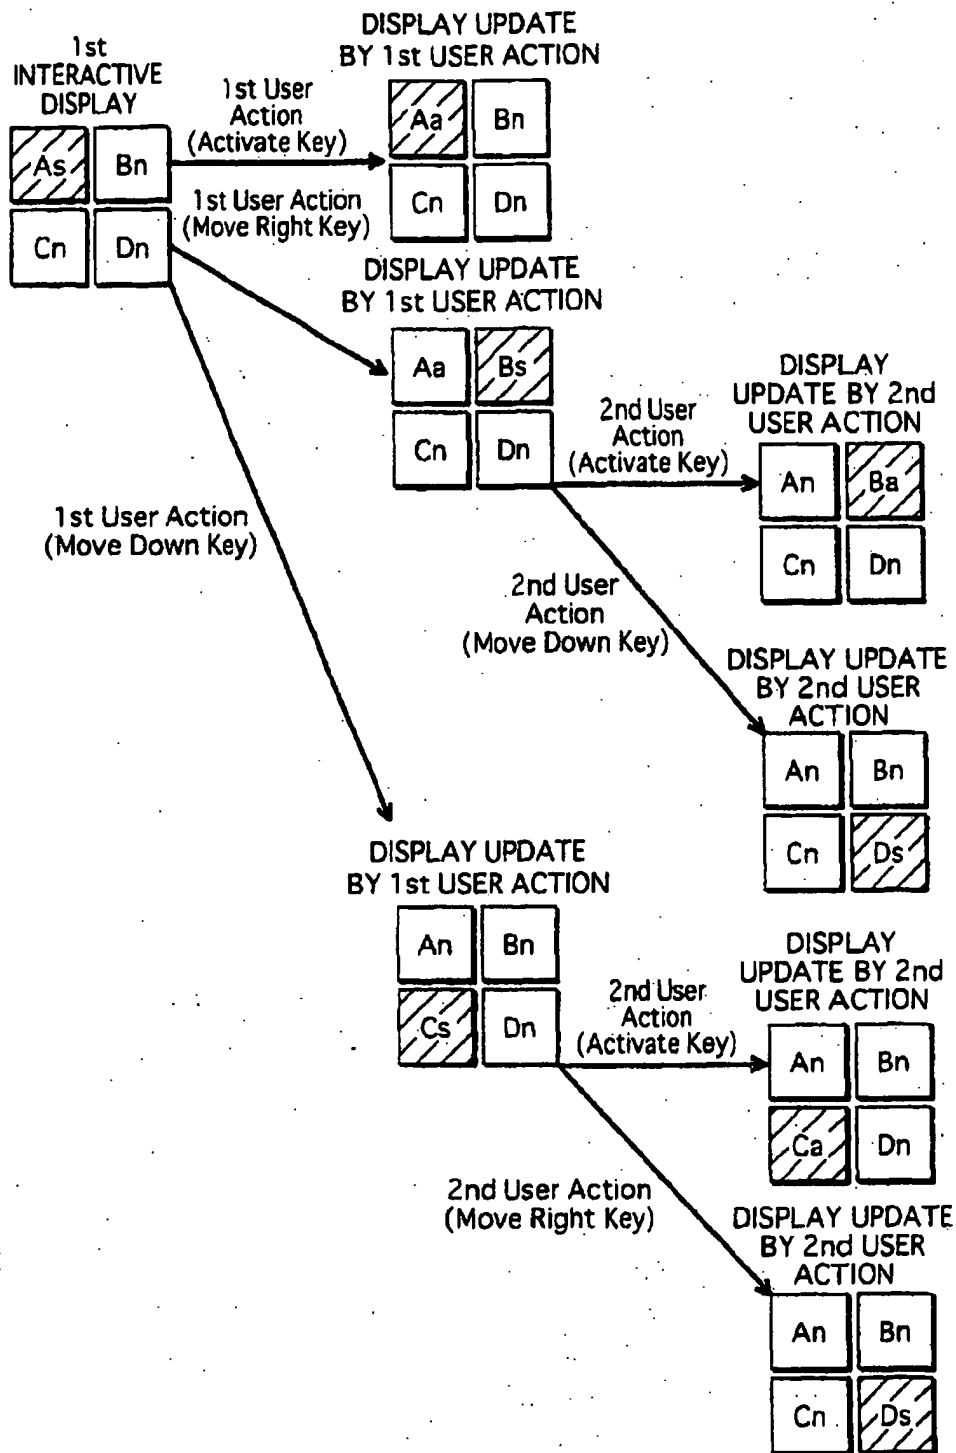 1st
INTERACTIVE
DISPLAY
As Bn
Cn Dn
1st User
Action
(Activate Key)
DISPLAY UPDATE
BY 1st USER ACTION
Aa Bn
Cn Dn
1st User Action
(Move Right Key)
DISPLAY UPDATE
BY 1st USER ACTION
Aa Bs
Cn Dn
2nd User
Action
(Activate Key)
DISPLAY
UPDATE BY 2nd
USER ACTION
An Ba
Cn Dn
1st User Action
(Move Down Key)
2nd User
Action
(Move Down Key)
DISPLAY UPDATE
BY 2nd USER
ACTION
An Bn
Cn Ds
DISPLAY UPDATE
BY 1st USER ACTION
An Bn
Cs Dn
2nd User
Action
(Activate Key)
DISPLAY
UPDATE BY 2nd
USER ACTION
An Bn
Ca Dn
2nd User Action
(Move Right Key)
DISPLAY UPDATE
BY 2nd USER
ACTION
An Bn
Cn Ds